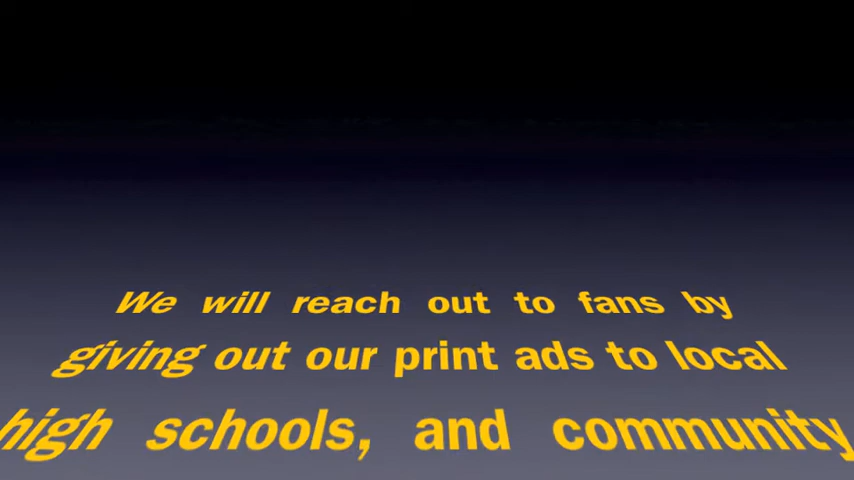 We will reach out to fans by
giving out our print ads to local
high schools, and community